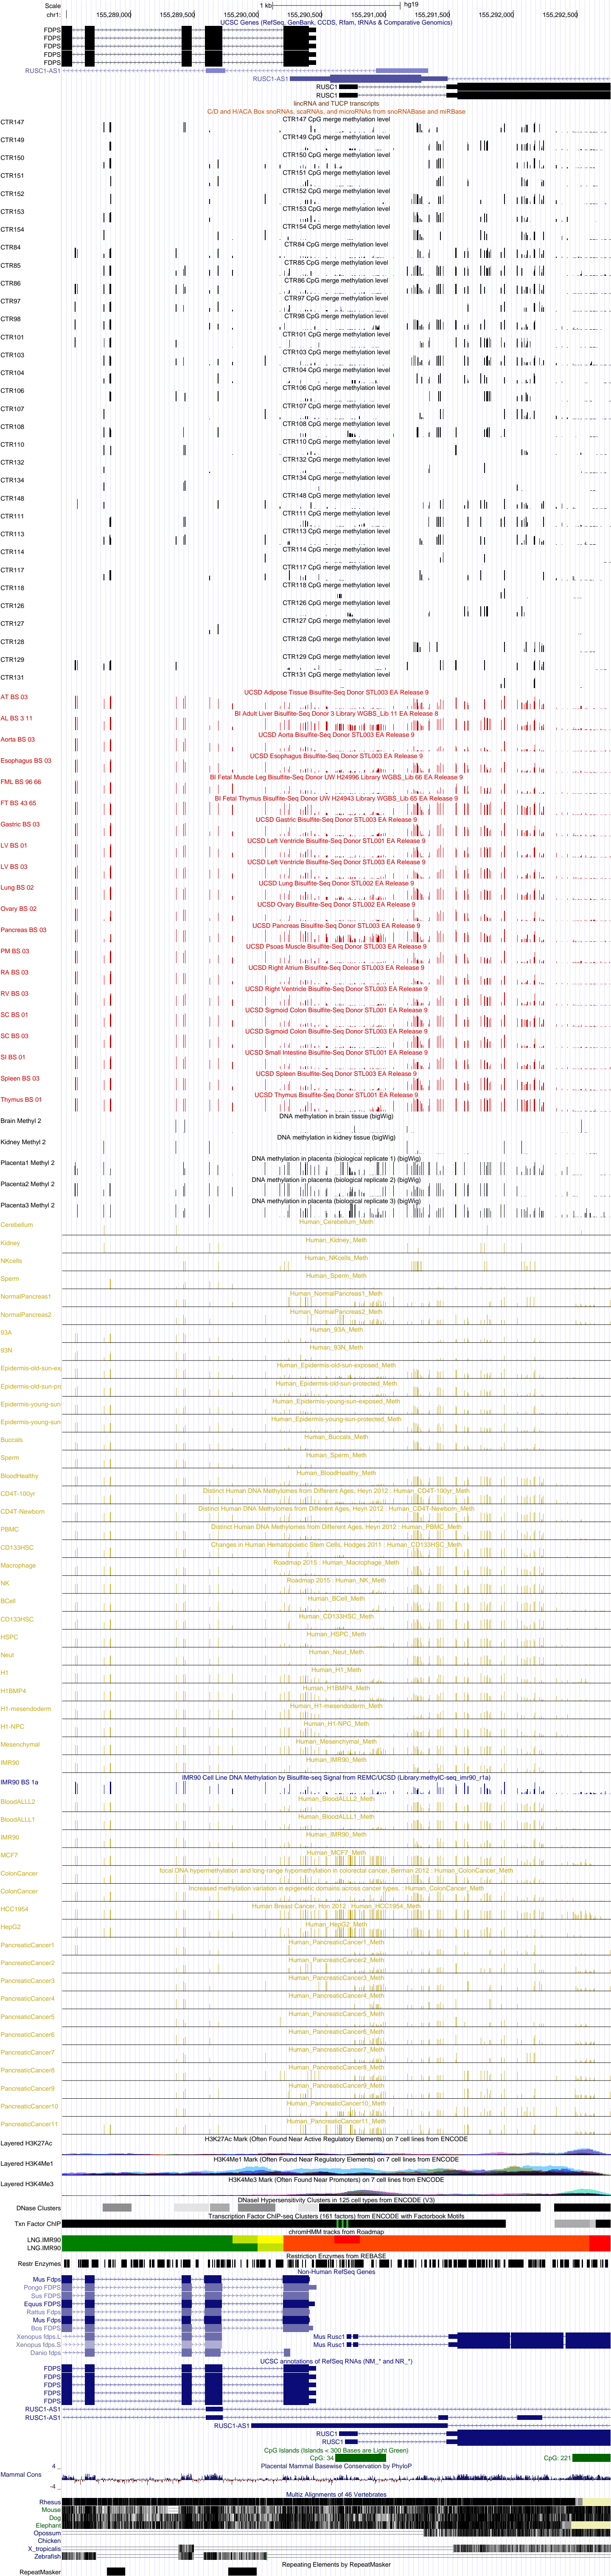 Scale 1 kb hg19
chr1: 155,289,000 155,289,500 155,290,000 155,290,500 155,291,000 155,291,500 155,292,000 155,292,500
UCSC Genes (RefSeq, GenBank, CCDS, Rfam, tRNAs & Comparative Genomics)
FDPS
FDPS
FDPS
FDPS
FDPS
RUSC1-AS1
RUSC1-AS1
RUSC1
RUSC1
lincRNA and TUCP transcripts
C/D and H/ACA Box snoRNAs, scaRNAs, and microRNAs from snoRNABase and miRBase
CTR147 CpG merge methylation level
CTR147
CTR149 CpG merge methylation level
CTR149
CTR150 CpG merge methylation level
CTR150
CTR151 CpG merge methylation level
CTR151
CTR152 CpG merge methylation level
CTR152
CTR153 CpG merge methylation level
CTR153
CTR154 CpG merge methylation level
CTR154
CTR84 CpG merge methylation level
CTR84
CTR85 CpG merge methylation level
CTR85
CTR86 CpG merge methylation level
CTR86
CTR97 CpG merge methylation level
CTR97
CTR98 CpG merge methylation level
CTR98
CTR101 CpG merge methylation level
CTR101
CTR103 CpG merge methylation level
CTR103
CTR104 CpG merge methylation level
CTR104
CTR106 CpG merge methylation level
CTR106
CTR107 CpG merge methylation level
CTR107
CTR108 CpG merge methylation level
CTR108
CTR110 CpG merge methylation level
CTR110
CTR132 CpG merge methylation level
CTR132
CTR134 CpG merge methylation level
CTR134
CTR148 CpG merge methylation level
CTR148
CTR111 CpG merge methylation level
CTR111
CTR113 CpG merge methylation level
CTR113
CTR114 CpG merge methylation level
CTR114
CTR117 CpG merge methylation level
CTR117
CTR118 CpG merge methylation level
CTR118
CTR126 CpG merge methylation level
CTR126
CTR127 CpG merge methylation level
CTR127
CTR128 CpG merge methylation level
CTR128
CTR129 CpG merge methylation level
CTR129
CTR131 CpG merge methylation level
CTR131
UCSD Adipose Tissue Bisulfite-Seq Donor STL003 EA Release 9
AT BS 03
BI Adult Liver Bisulfite-Seq Donor 3 Library WGBS_Lib 11 EA Release 8
AL BS 3 11
UCSD Aorta Bisulfite-Seq Donor STL003 EA Release 9
Aorta BS 03
UCSD Esophagus Bisulfite-Seq Donor STL003 EA Release 9
Esophagus BS 03
BI Fetal Muscle Leg Bisulfite-Seq Donor UW H24996 Library WGBS_Lib 66 EA Release 9
FML BS 96 66
BI Fetal Thymus Bisulfite-Seq Donor UW H24943 Library WGBS_Lib 65 EA Release 9
FT BS 43 65
UCSD Gastric Bisulfite-Seq Donor STL003 EA Release 9
Gastric BS 03
UCSD Left Ventricle Bisulfite-Seq Donor STL001 EA Release 9
LV BS 01
UCSD Left Ventricle Bisulfite-Seq Donor STL003 EA Release 9
LV BS 03
UCSD Lung Bisulfite-Seq Donor STL002 EA Release 9
Lung BS 02
UCSD Ovary Bisulfite-Seq Donor STL002 EA Release 9
Ovary BS 02
UCSD Pancreas Bisulfite-Seq Donor STL003 EA Release 9
Pancreas BS 03
UCSD Psoas Muscle Bisulfite-Seq Donor STL003 EA Release 9
PM BS 03
UCSD Right Atrium Bisulfite-Seq Donor STL003 EA Release 9
RA BS 03
UCSD Right Ventricle Bisulfite-Seq Donor STL003 EA Release 9
RV BS 03
UCSD Sigmoid Colon Bisulfite-Seq Donor STL001 EA Release 9
SC BS 01
UCSD Sigmoid Colon Bisulfite-Seq Donor STL003 EA Release 9
SC BS 03
UCSD Small Intestine Bisulfite-Seq Donor STL001 EA Release 9
SI BS 01
UCSD Spleen Bisulfite-Seq Donor STL003 EA Release 9
Spleen BS 03
UCSD Thymus Bisulfite-Seq Donor STL001 EA Release 9
Thymus BS 01
DNA methylation in brain tissue (bigWig)
Brain Methyl 2
DNA methylation in kidney tissue (bigWig)
Kidney Methyl 2
DNA methylation in placenta (biological replicate 1) (bigWig)
Placenta1 Methyl 2
DNA methylation in placenta (biological replicate 2) (bigWig)
Placenta2 Methyl 2
DNA methylation in placenta (biological replicate 3) (bigWig)
Placenta3 Methyl 2
Human_Cerebellum_Meth
Cerebellum
Human_Kidney_Meth
Kidney
Human_NKcells_Meth
NKcells
Human_Sperm_Meth
Sperm
Human_NormalPancreas1_Meth
NormalPancreas1
Human_NormalPancreas2_Meth
NormalPancreas2
Human_93A_Meth
93A
Human_93N_Meth
93N
Human_Epidermis-old-sun-exposed_Meth
Epidermis-old-sun-ex
Human_Epidermis-old-sun-protected_Meth
Epidermis-old-sun-pr
Human_Epidermis-young-sun-exposed_Meth
Epidermis-young-sun
Human_Epidermis-young-sun-protected_Meth
Epidermis-young-sun
Human_Buccals_Meth
Buccals
Human_Sperm_Meth
Sperm
Human_BloodHealthy_Meth
BloodHealthy
Distinct Human DNA Methylomes from Different Ages, Heyn 2012 : Human_CD4T-100yr_Meth
CD4T-100yr
Distinct Human DNA Methylomes from Different Ages, Heyn 2012 : Human_CD4T-Newborn_Meth
CD4T-Newborn
Distinct Human DNA Methylomes from Different Ages, Heyn 2012 : Human_PBMC_Meth
PBMC
Changes in Human Hematopoietic Stem Cells, Hodges 2011 : Human_CD133HSC_Meth
CD133HSC
Roadmap 2015 : Human_Macrophage_Meth
Macrophage
Roadmap 2015 : Human_NK_Meth
NK
Human_BCell_Meth
BCell
Human_CD133HSC_Meth
CD133HSC
Human_HSPC_Meth
HSPC
Human_Neut_Meth
Neut
Human_H1_Meth
H1
Human_H1BMP4_Meth
H1BMP4
Human_H1-mesendoderm_Meth
H1-mesendoderm
Human_H1-NPC_Meth
H1-NPC
Human_Mesenchymal_Meth
Mesenchymal
Human_IMR90_Meth
IMR90
IMR90 Cell Line DNA Methylation by Bisulfite-seq Signal from REMC/UCSD (Library:methylC-seq_imr90_r1a)
IMR90 BS 1a
Human_BloodALLL2_Meth
BloodALLL2
Human_BloodALLL1_Meth
BloodALLL1
Human_IMR90_Meth
IMR90
Human_MCF7_Meth
MCF7
focal DNA hypermethylation and long-range hypomethylation in colorectal cancer, Berman 2012 : Human_ColonCancer_Meth
ColonCancer
Increased methylation variation in epigenetic domains across cancer types. : Human_ColonCancer_Meth
ColonCancer
Human Breast Cancer, Hon 2012 : Human_HCC1954_Meth
HCC1954
Human_HepG2_Meth
HepG2
Human_PancreaticCancer1_Meth
PancreaticCancer1
Human_PancreaticCancer2_Meth
PancreaticCancer2
Human_PancreaticCancer3_Meth
PancreaticCancer3
Human_PancreaticCancer4_Meth
PancreaticCancer4
Human_PancreaticCancer5_Meth
PancreaticCancer5
Human_PancreaticCancer6_Meth
PancreaticCancer6
Human_PancreaticCancer7_Meth
PancreaticCancer7
Human_PancreaticCancer8_Meth
PancreaticCancer8
Human_PancreaticCancer9_Meth
PancreaticCancer9
Human_PancreaticCancer10_Meth
PancreaticCancer10
Human_PancreaticCancer11_Meth
PancreaticCancer11
H3K27Ac Mark (Often Found Near Active Regulatory Elements) on 7 cell lines from ENCODE
Layered H3K27Ac
H3K4Me1 Mark (Often Found Near Regulatory Elements) on 7 cell lines from ENCODE
Layered H3K4Me1
H3K4Me3 Mark (Often Found Near Promoters) on 7 cell lines from ENCODE
Layered H3K4Me3
DNaseI Hypersensitivity Clusters in 125 cell types from ENCODE (V3)
DNase Clusters
Transcription Factor ChIP-seq Clusters (161 factors) from ENCODE with Factorbook Motifs
Txn Factor ChIP
chromHMM tracks from Roadmap
LNG.IMR90
LNG.IMR90
Restriction Enzymes from REBASE
Restr Enzymes
Non-Human RefSeq Genes
Mus Fdps
Pongo FDPS
Sus FDPS
Equus FDPS
Rattus Fdps
Mus Fdps
Bos FDPS
Xenopus fdps.L Mus Rusc1
Xenopus fdps.S Mus Rusc1
Danio fdps
UCSC annotations of RefSeq RNAs (NM_* and NR_*)
FDPS
FDPS
FDPS
FDPS
FDPS
RUSC1-AS1
RUSC1-AS1
RUSC1-AS1
RUSC1
RUSC1
CpG Islands (Islands < 300 Bases are Light Green)
CpG: 34 CpG: 221
Placental Mammal Basewise Conservation by PhyloP
4 _
Mammal Cons
-4 _
Multiz Alignments of 46 Vertebrates
Rhesus
Mouse
Dog
Elephant
Opossum
Chicken
X_tropicalis
Zebrafish
Repeating Elements by RepeatMasker
RepeatMasker